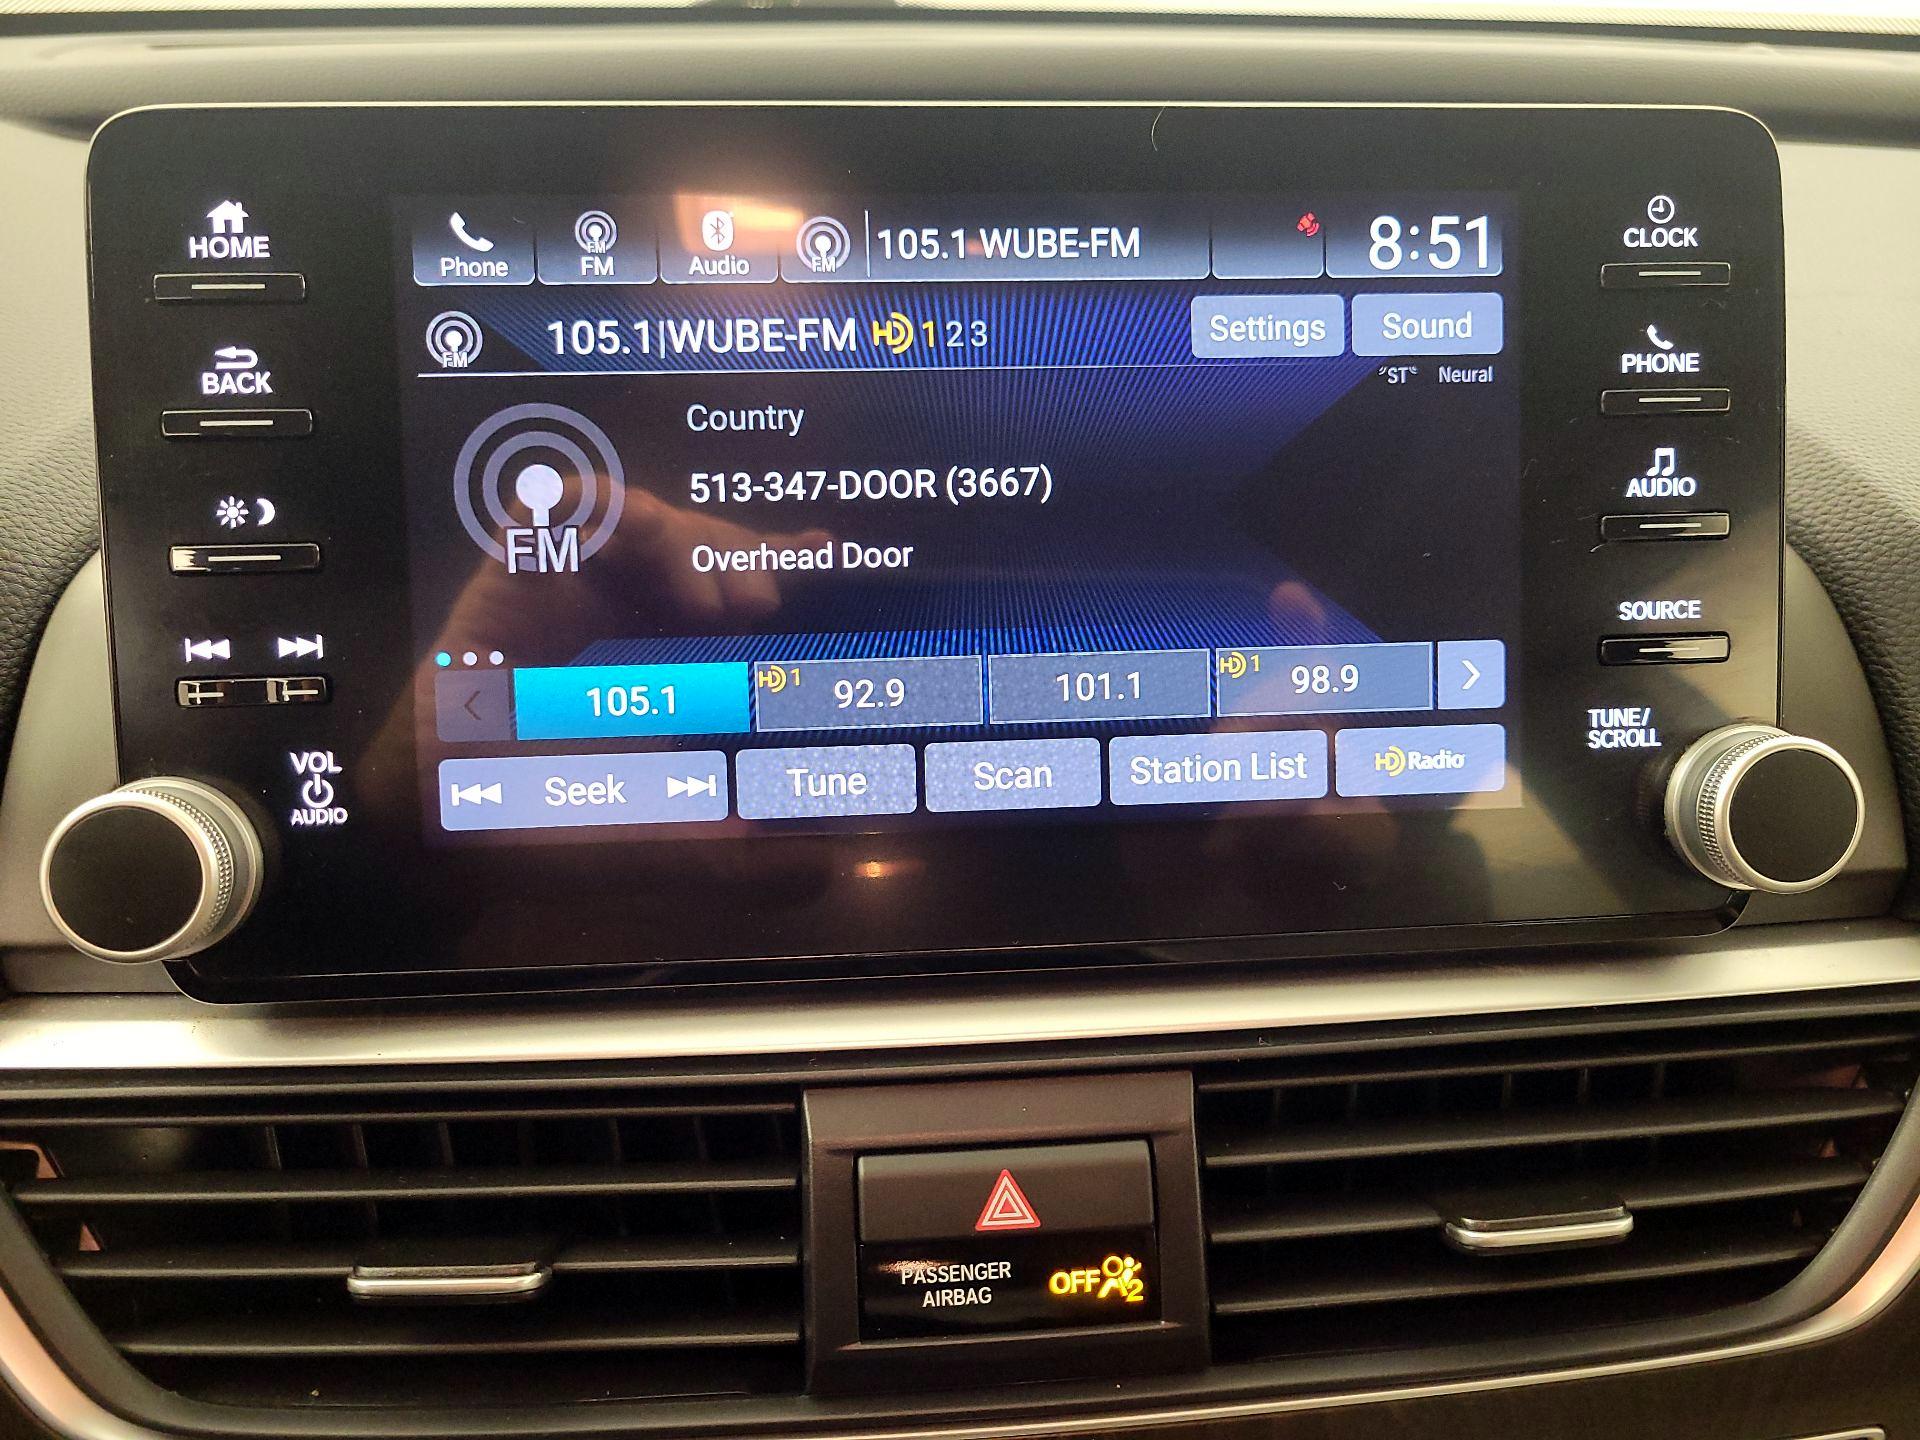 HOME
BACK
VOL
AUDIO
Phone
FM
FM
Audio
FM
105.1 WUBE-FM
8:51
FM
105.1|WUBE-FM HD 1 2 3
Settings
Sound
"ST" Neural
FM
Country
513-347-DOOR (3667)
Overhead Door
105.1
HD 1 92.9
101.1
HD 1 98.9
Seek
Tune
Scan
Station List
HD Radio
CLOCK
PHONE
AUDIO
SOURCE
TUNE/
SCROLL
PASSENGER
AIRBAG
OFF 2